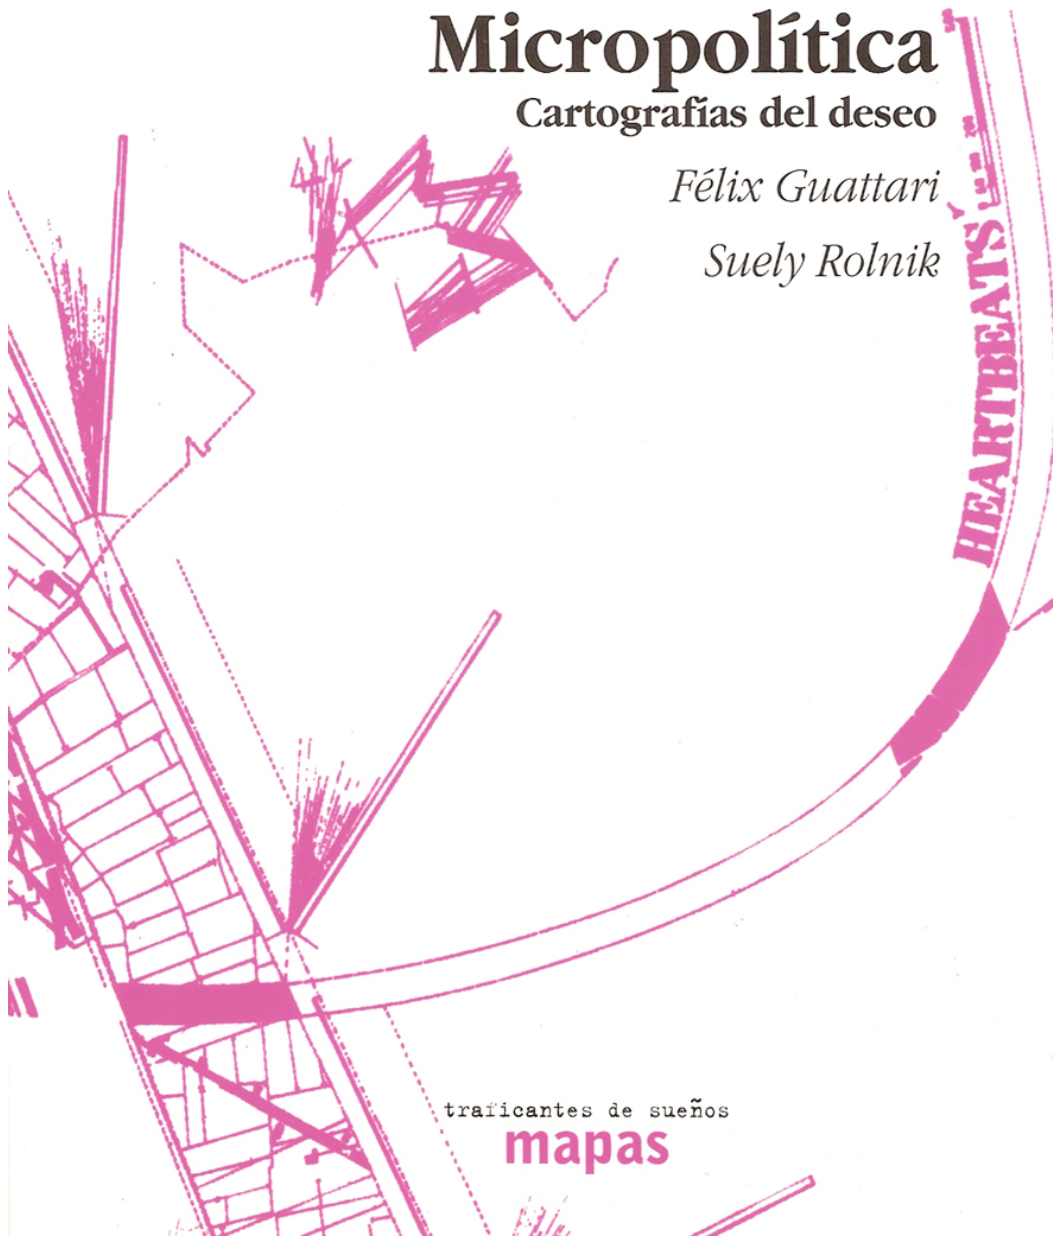 Micropolítica
Cartografías del deseo
Félix Guattari
Suely Rolnik
HEARTBEATS
traficantes de sueños
mapas